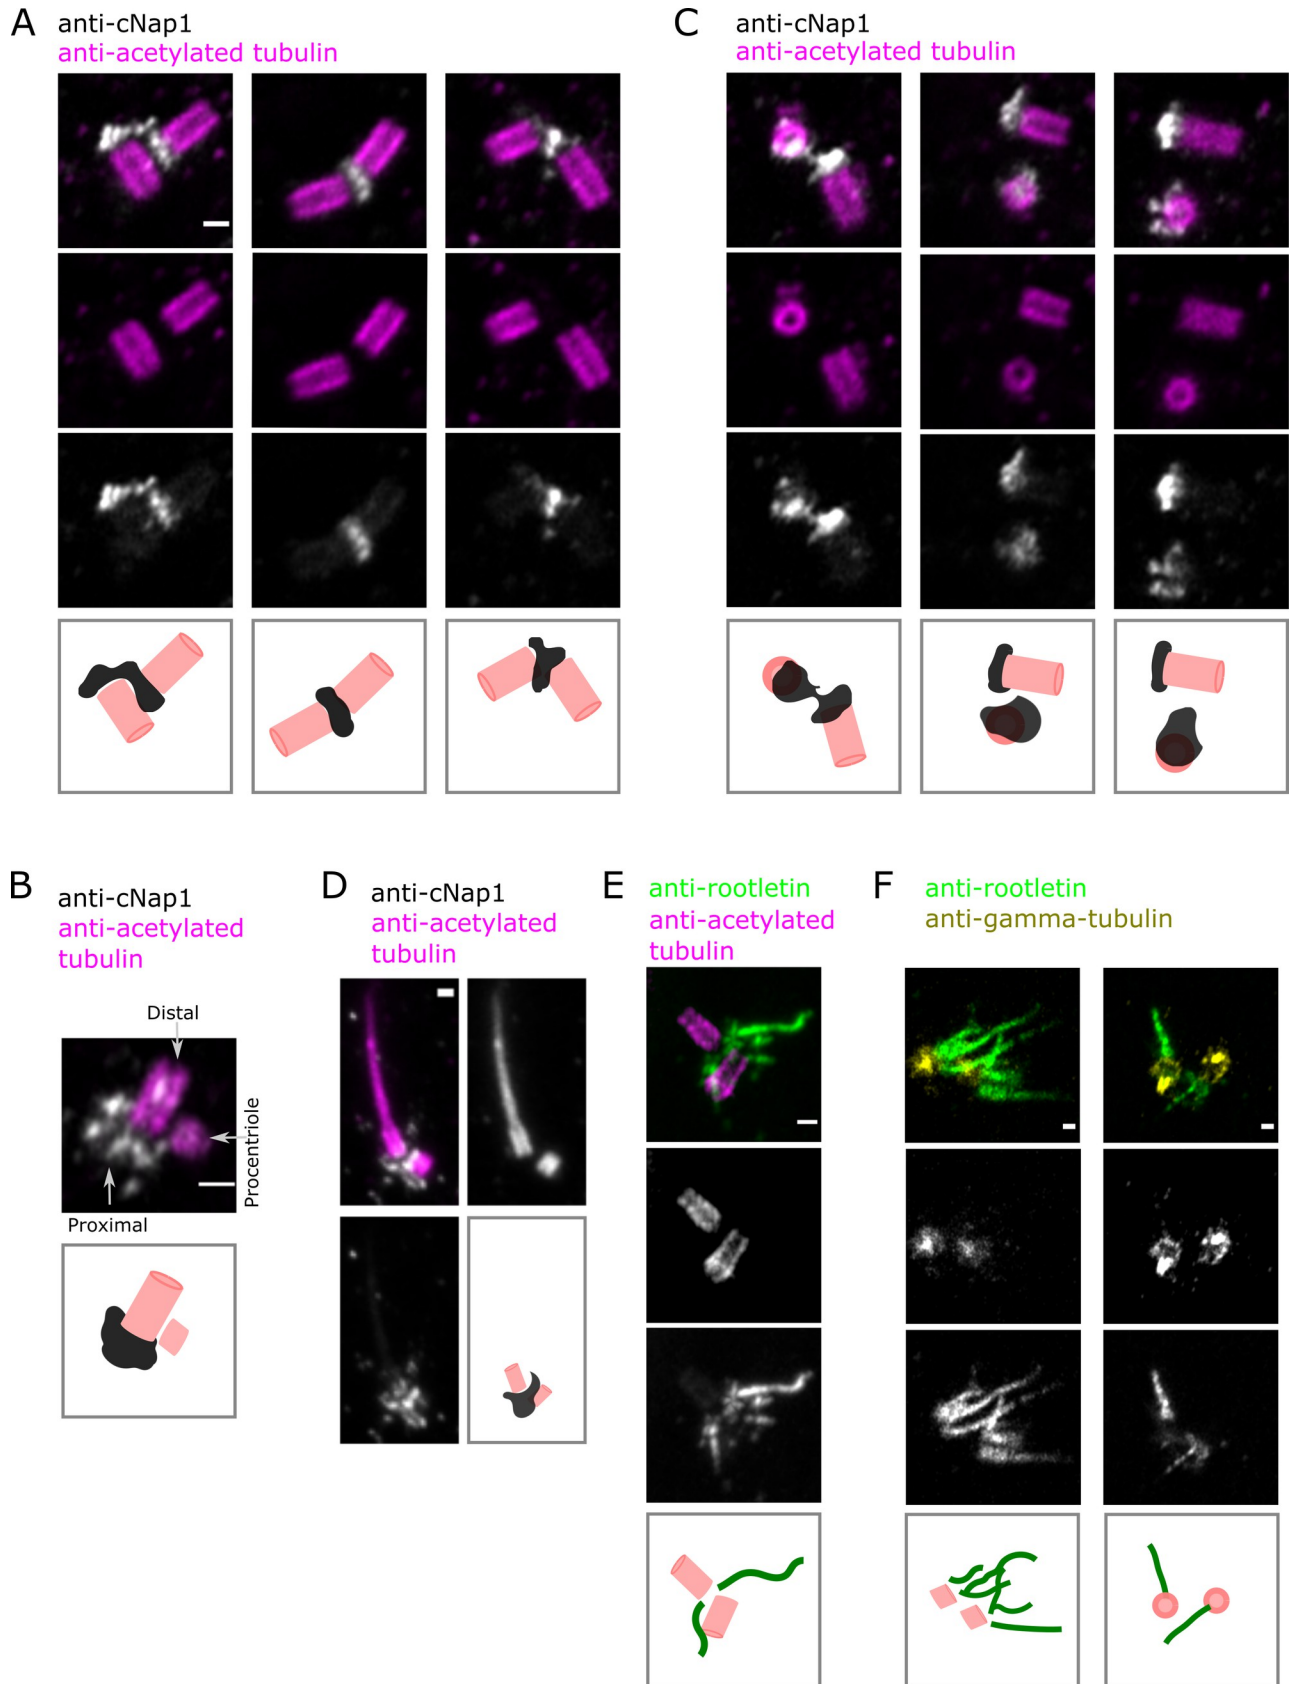 A
anti-cNap1
anti-acetylated tubulin
C
anti-cNap1
anti-acetylated tubulin
B
anti-cNap1
anti-acetylated
tubulin
Distal
Procentriole
Proximal
D
anti-cNap1
anti-acetylated
tubulin
E
anti-rootletin
anti-acetylated
tubulin
F
anti-rootletin
anti-gamma-tubulin